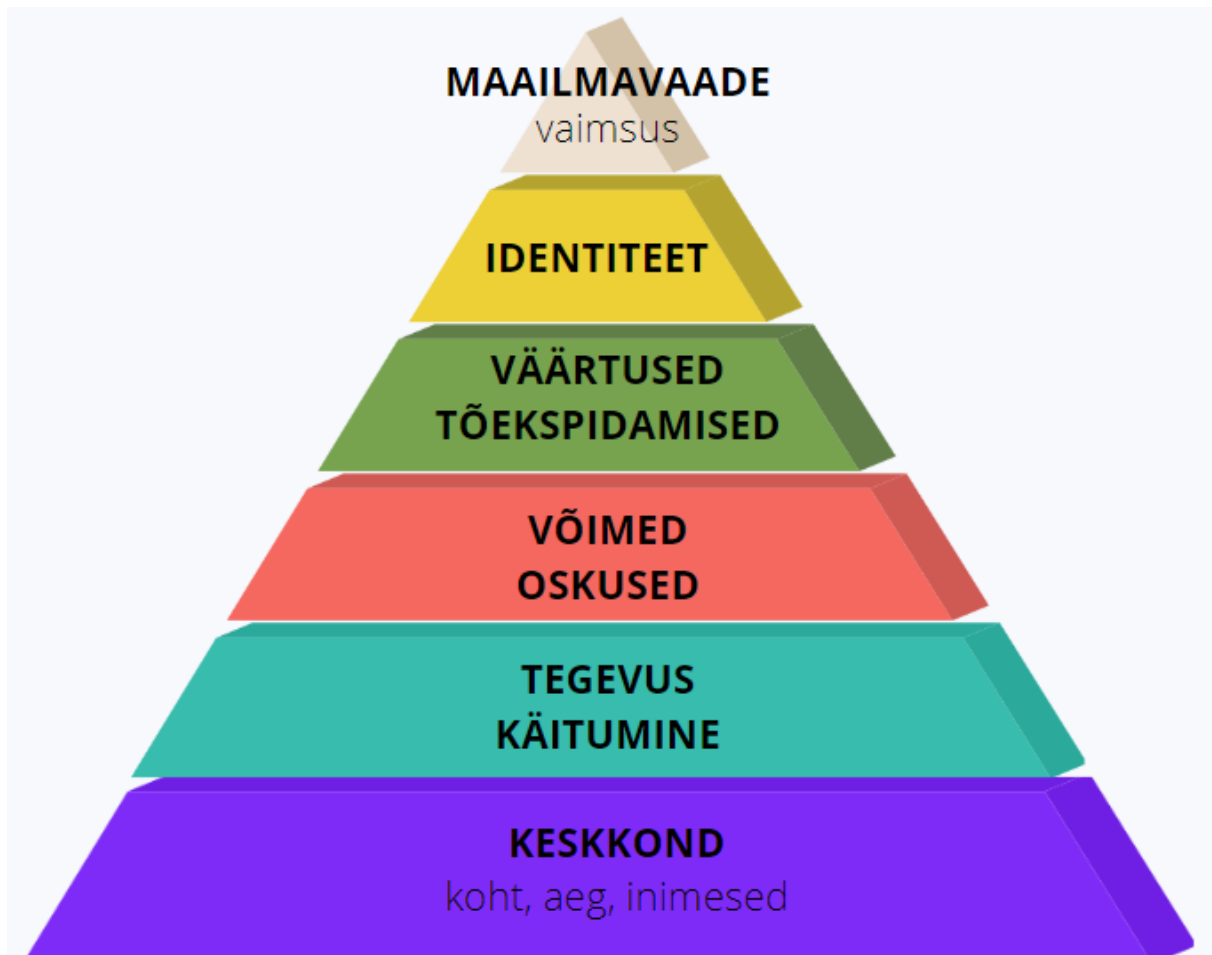 MAAILMAVAADE
vaimsus
IDENTITEET
VÄÄRTUSED
TÕEKSPIDAMISED
VÕIMED
OSKUSED
TEGEVUS
KÄITUMINE
KESKKOND
koht, aeg, inimesed